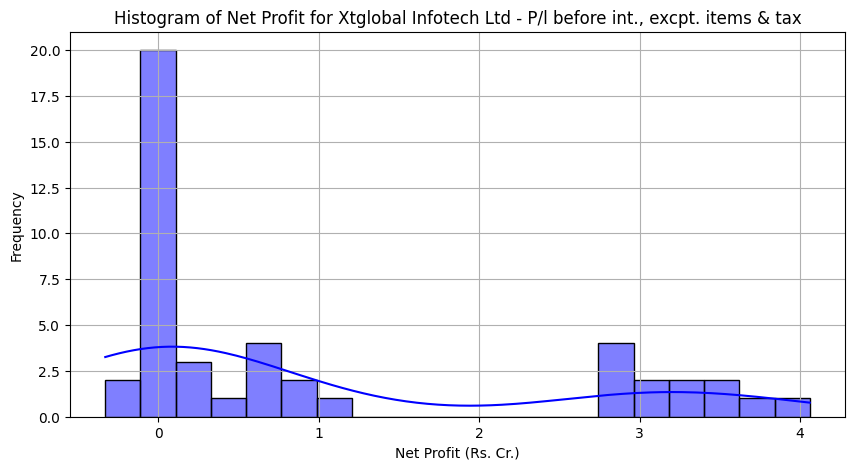 Histogram of Net Profit for Xtglobal Infotech Ltd - P/l before int., excpt. items & tax
20.0
17.5
15.0
12.5
10.0
7.5
5.0
2.5
0.0
Frequency
0 1 2 3 4
Net Profit (Rs. Cr.)